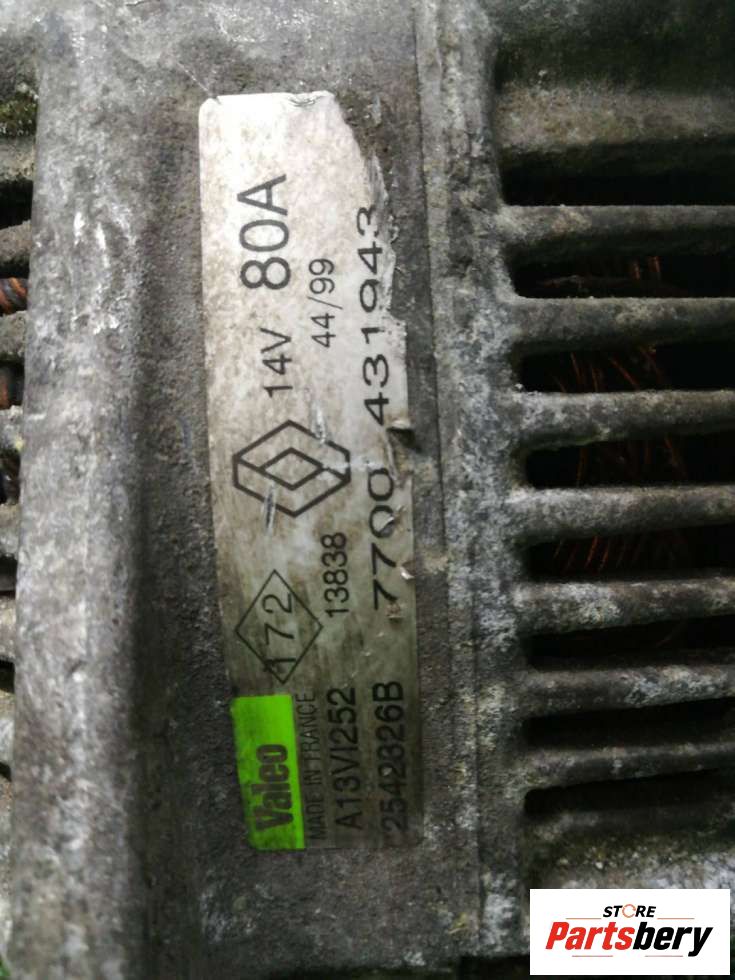 Valeo
MADE IN FRANCE
A13VI252
2542326B
172
13838
7700 431943
14V 80A
44/99
STORE
Partsbery